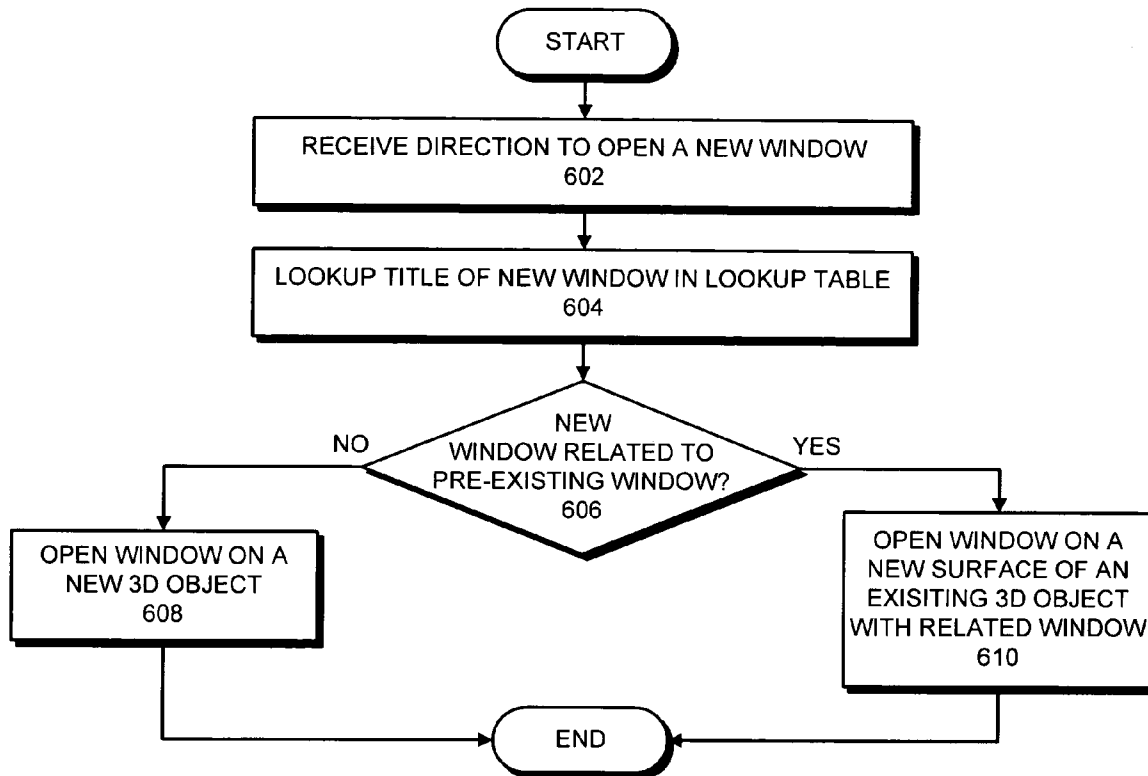 START
RECEIVE DIRECTION TO OPEN A NEW WINDOW
602
LOOKUP TITLE OF NEW WINDOW IN LOOKUP TABLE
604
NEW
WINDOW RELATED TO
PRE-EXISTING WINDOW?
606
NO
YES
OPEN WINDOW ON A
NEW 3D OBJECT
608
OPEN WINDOW ON A
NEW SURFACE OF AN
EXISITING 3D OBJECT
WITH RELATED WINDOW
610
END